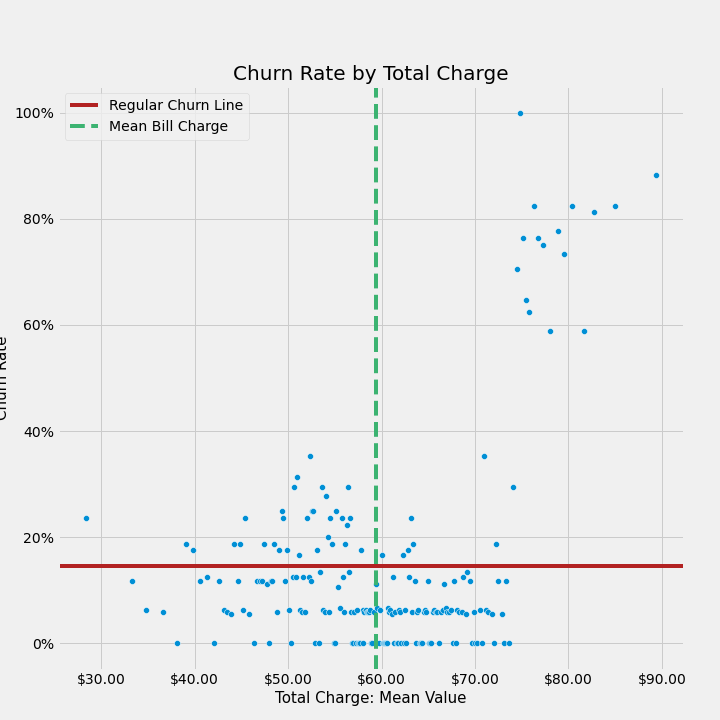 Churn Rate by Total Charge
Regular Churn Line
Mean Bill Charge
100%
80%
60%
40%
20%
0%
Churn Rate
$30.00 $40.00 $50.00 $60.00 $70.00 $80.00 $90.00
Total Charge: Mean Value